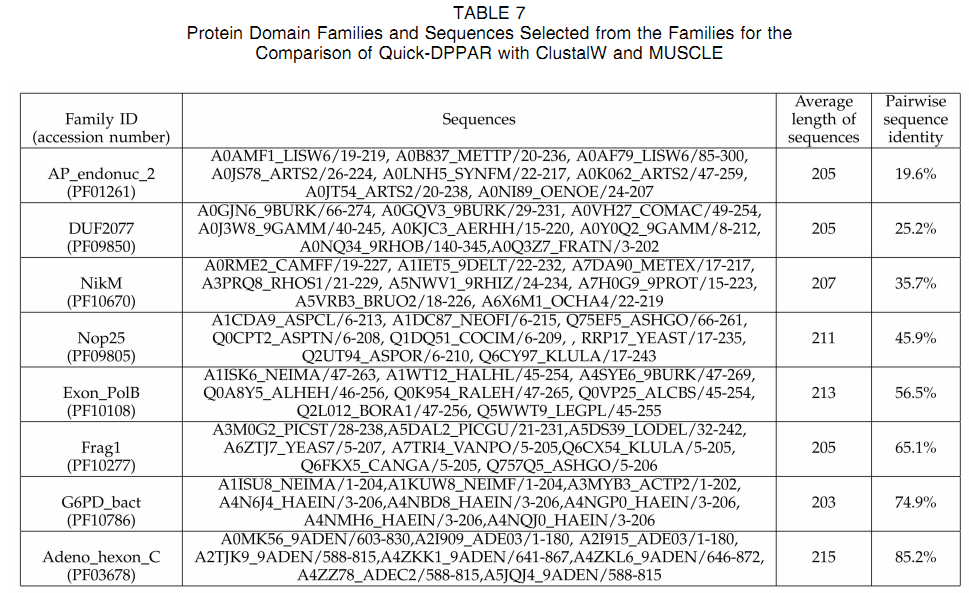 TABLE 7
Protein Domain Families and Sequences Selected from the Families for the
Comparison of Quick-DPPAR with ClustalW and MUSCLE
Family ID
(accession number)
Sequences
Average
length of
sequences
Pairwise
sequence
identity
AP_endonuc_2
(PF01261)
A0AMF1_LISW6/19-219, A0B837_METTP/20-236, A0AF79_LISW6/85-300,
A0JS78_ARTS2/26-224, A0LNH5_SYNFM/22-217, A0K062_ARTS2/47-259,
A0JT54_ARTS2/20-238, A0NI89_OENOE/24-207
205
19.6%
DUF2077
(PF09850)
A0GJN6_9BURK/66-274, A0GQV3_9BURK/29-231, A0VH27_COMAC/49-254,
A0J3W8_9GAMM/40-245, A0KJC3_AERHH/15-220, A0Y0Q2_9GAMM/8-212,
A0NQ34_9RHOB/140-345,A0Q3Z7_FRATN/3-202
205
25.2%
NikM
(PF10670)
A0RME2_CAMFF/19-227, A1IET5_9DELT/22-232, A7DA90_METEX/17-217,
A3PRQ8_RHOS1/21-229, A5NWV1_9RHIZ/24-234, A7H0G9_9PROT/15-223,
A5VRB3_BRUO2/18-226, A6X6M1_OCHA4/22-219
207
35.7%
Nop25
(PF09805)
A1CDA9_ASPCL/6-213, A1DC87_NEOFI/6-215, Q75EF5_ASHGO/66-261,
Q0CPT2_ASPTN/6-208, Q1DQ51_COCIM/6-209, , RRP17_YEAST/17-235,
Q2UT94_ASPOR/6-210, Q6CY97_KLULA/17-243
211
45.9%
Exon_PolB
(PF10108)
A1ISK6_NEIMA/47-263, A1WT12_HALHL/45-254, A4SYE6_9BURK/47-269,
Q0A8Y5_ALHEH/46-256, Q0K954_RALEH/47-265, Q0VP25_ALCBS/45-254,
Q2L012_BORA1/47-256, Q5WWT9_LEGPL/45-255
213
56.5%
Frag1
(PF10277)
A3M0G2_PICST/28-238,A5DAL2_PICGU/21-231,A5DS39_LODEL/32-242,
A6ZTJ7_YEAS7/5-207, A7TRI4_VANPO/5-205,Q6CX54_KLULA/5-205,
Q6FKX5_CANGA/5-205, Q757Q5_ASHGO/5-206
205
65.1%
G6PD_bact
(PF10786)
A1ISU8_NEIMA/1-204,A1KUW8_NEIMF/1-204,A3MYB3_ACTP2/1-202,
A4N6J4_HAEIN/3-206,A4NBD8_HAEIN/3-206,A4NGP0_HAEIN/3-206,
A4NMH6_HAEIN/3-206,A4NQJ0_HAEIN/3-206
203
74.9%
Adeno_hexon_C
(PF03678)
A0MK56_9ADEN/603-830,A2I909_ADE03/1-180, A2I915_ADE03/1-180,
A2TJK9_9ADEN/588-815,A4ZKK1_9ADEN/641-867,A4ZKL6_9ADEN/646-872,
A4ZZ78_ADEC2/588-815,A5JQJ4_9ADEN/588-815
215
85.2%